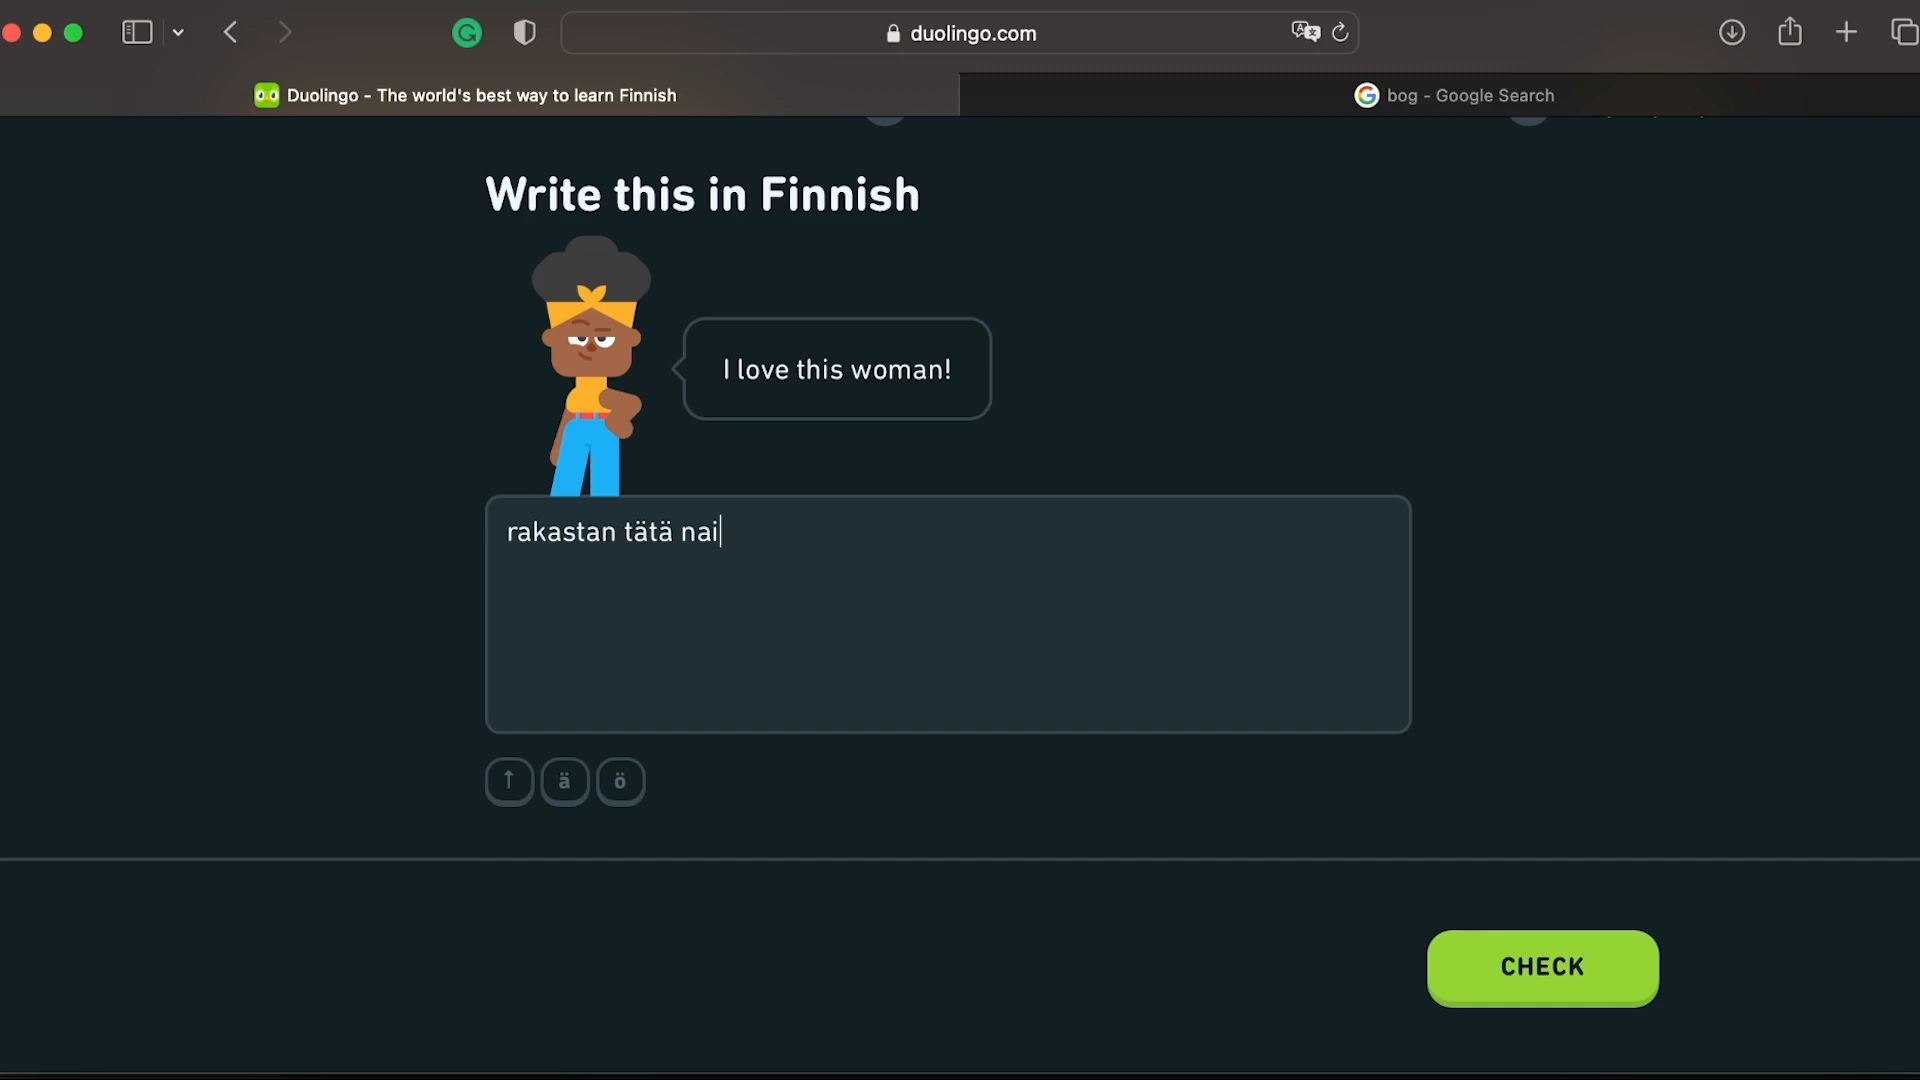 duolingo.com
Duolingo - The world's best way to learn Finnish
bog - Google Search
Write this in Finnish
I love this woman!
rakastan tätä nai
↑ ä ö
CHECK